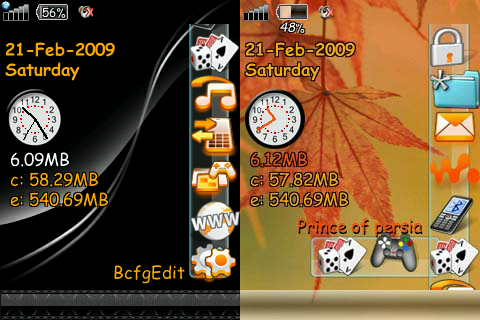 56%
21-Feb-2009
Saturday
6.09MB
c: 58.29MB
e: 540.69MB
WWW
BcfgEdit
48%
21-Feb-2009
Saturday
6.12MB
c: 57.82MB
e: 540.69MB
Prince of persia